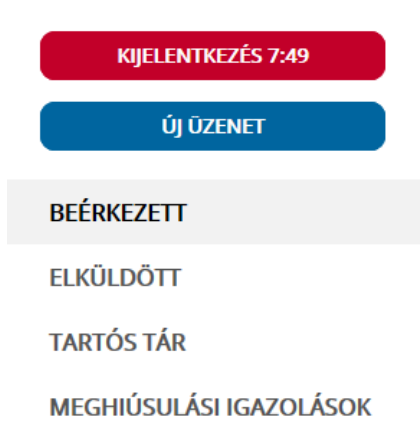 KIJELENTKEZÉS 7:49
ÚJ ÜZENET
BEÉRKEZETT
ELKÜLDÖTT
TARTÓS TÁR
MEGHIÚSULÁSI IGAZOLÁSOK